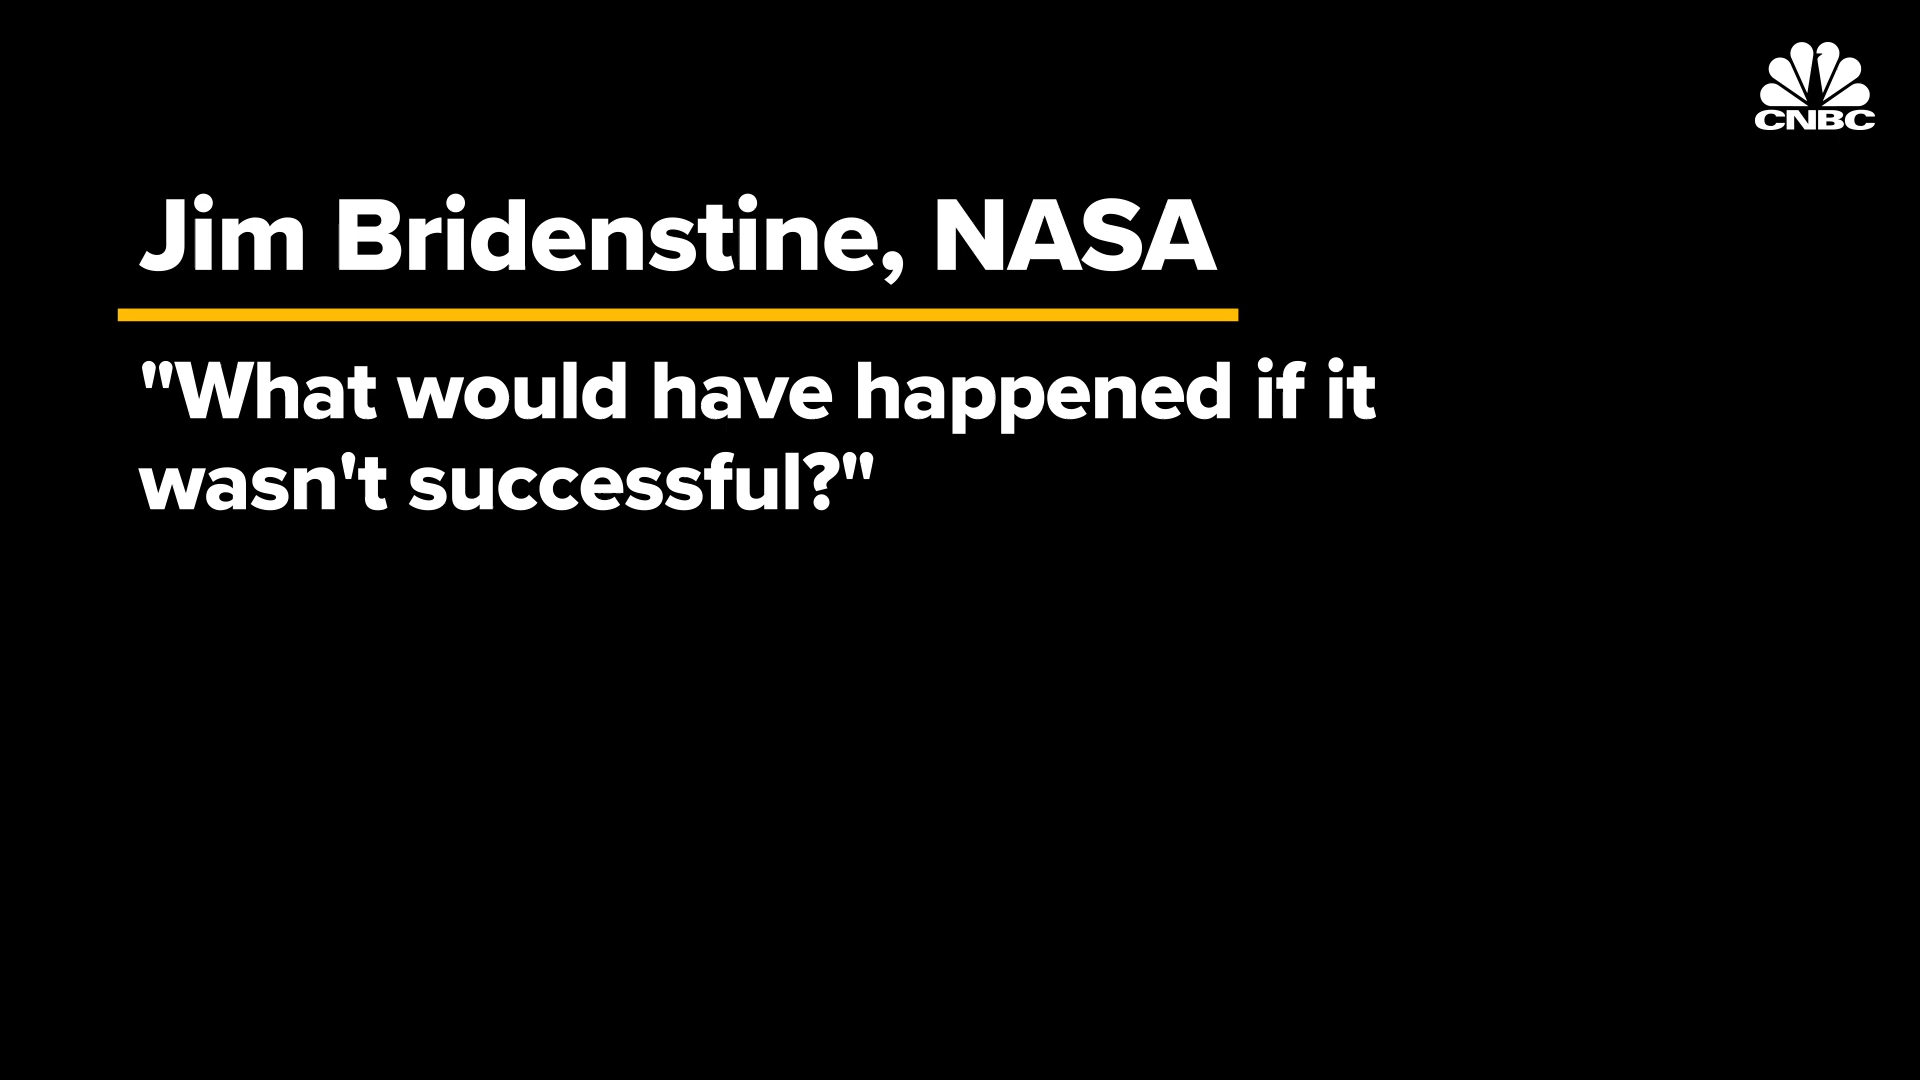 CNBC
Jim Bridenstine, NASA
"What would have happened if it
wasn't successful?"